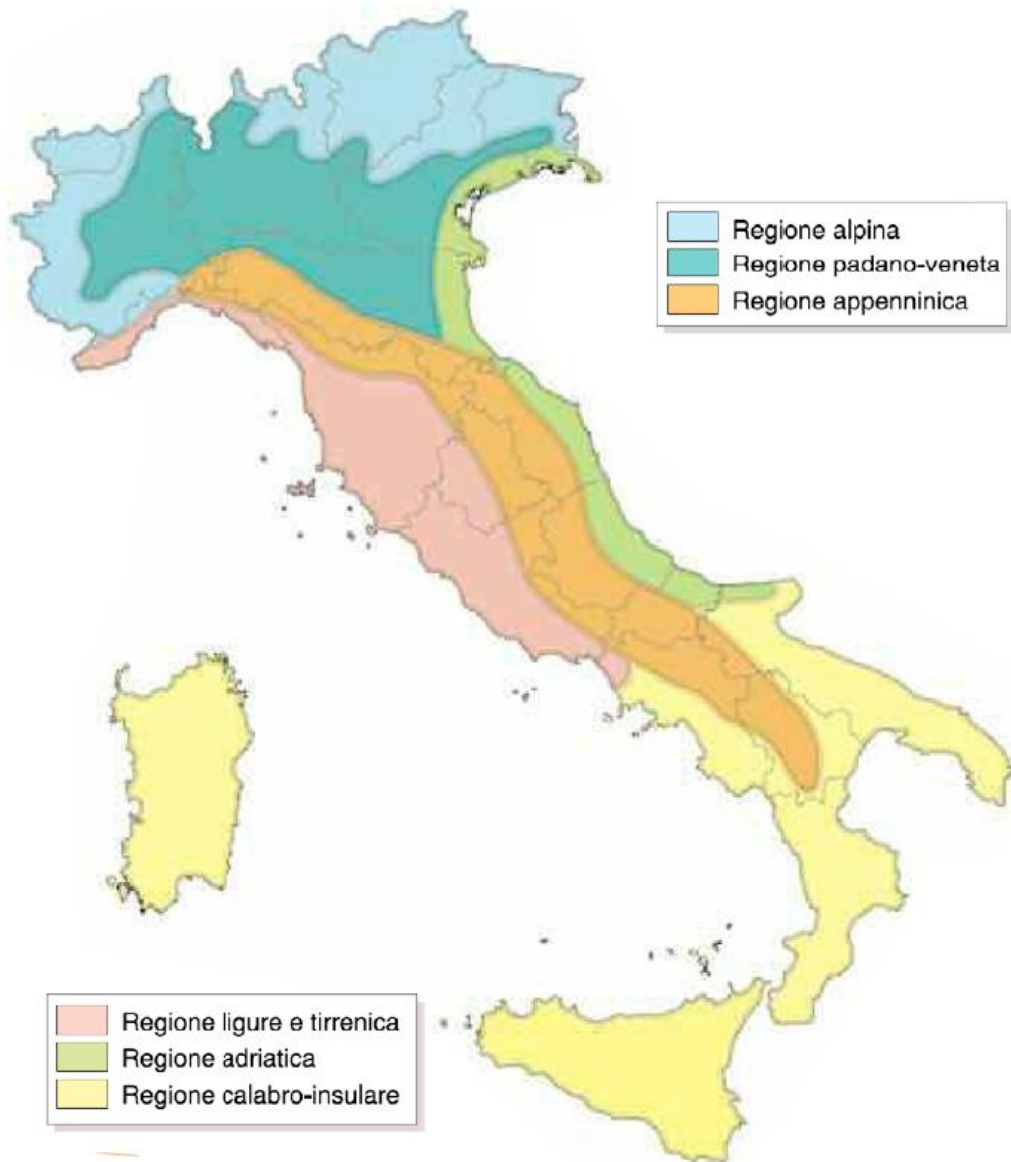 Regione alpina
Regione padano-veneta
Regione appenninica
Regione ligure e tirrenica
Regione adriatica
Regione calabro-insulare